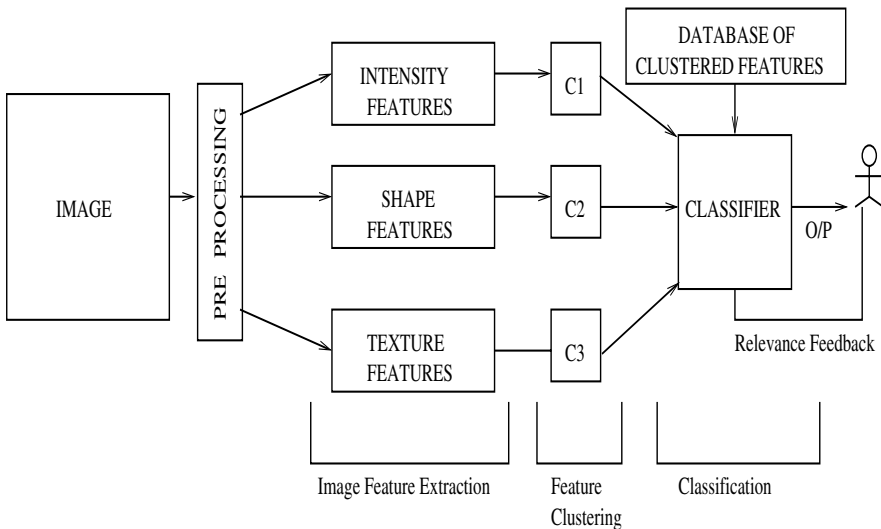 IMAGE
PRE PROCESSING
INTENSITY
FEATURES
C1
DATABASE OF
CLUSTERED FEATURES
SHAPE
FEATURES
C2
CLASSIFIER
O/P
TEXTURE
FEATURES
C3
Relevance Feedback
Image Feature Extraction
Feature
Clustering
Classification